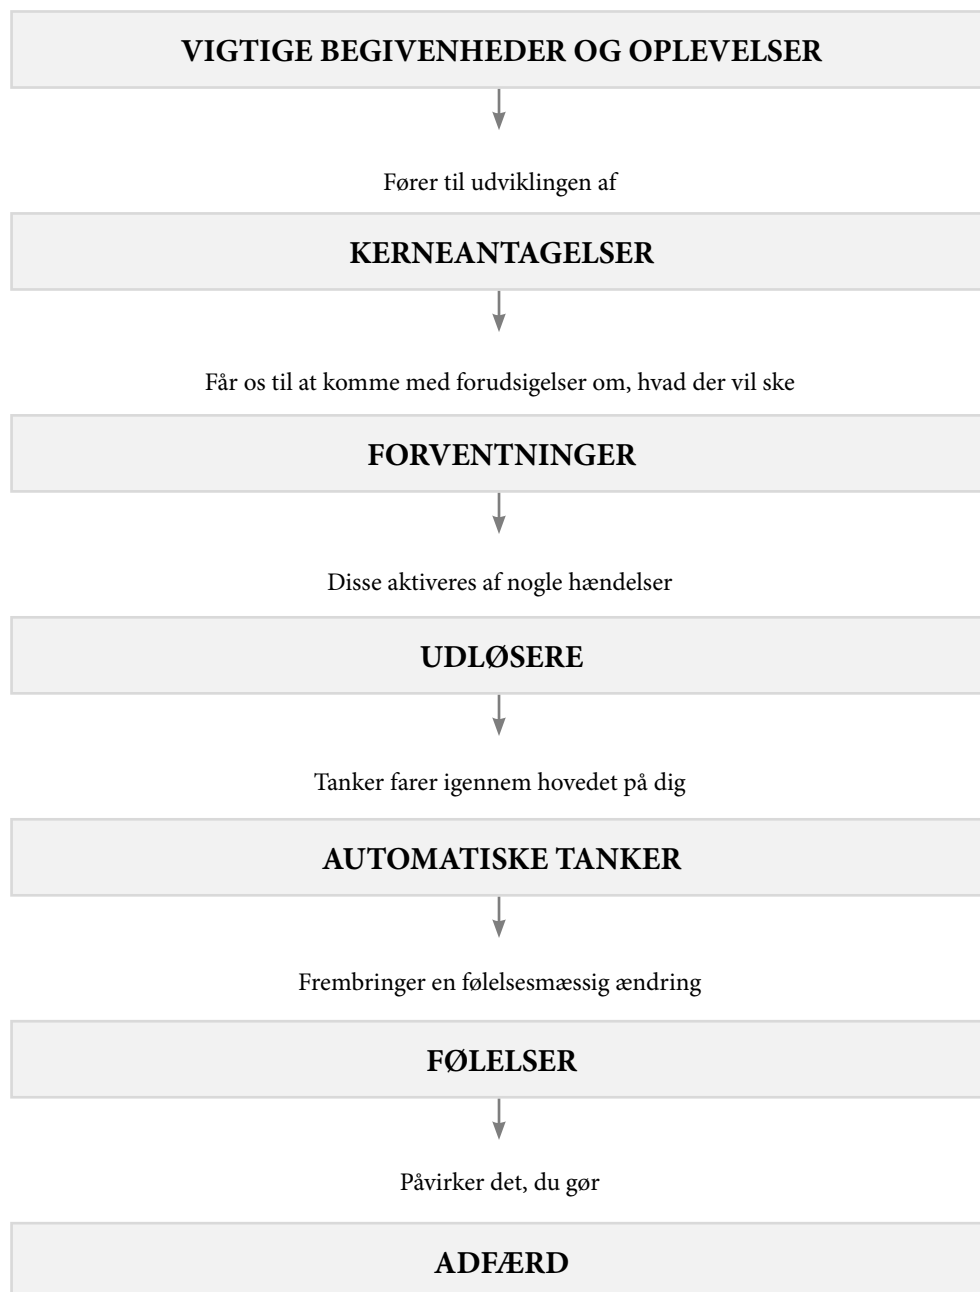 VIGTIGE BEGIVENHEDER OG OPLEVELSER
Fører til udviklingen af
KERNEANTAGELSER
Får os til at komme med forudsigelser om, hvad der vil ske
FORVENTNINGER
Disse aktiveres af nogle hændelser
UDLØSERE
Tanker farer igennem hovedet på dig
AUTOMATISKE TANKER
Frembringer en følelsesmæssig ændring
FØLELSER
Påvirker det, du gør
ADFÆRD